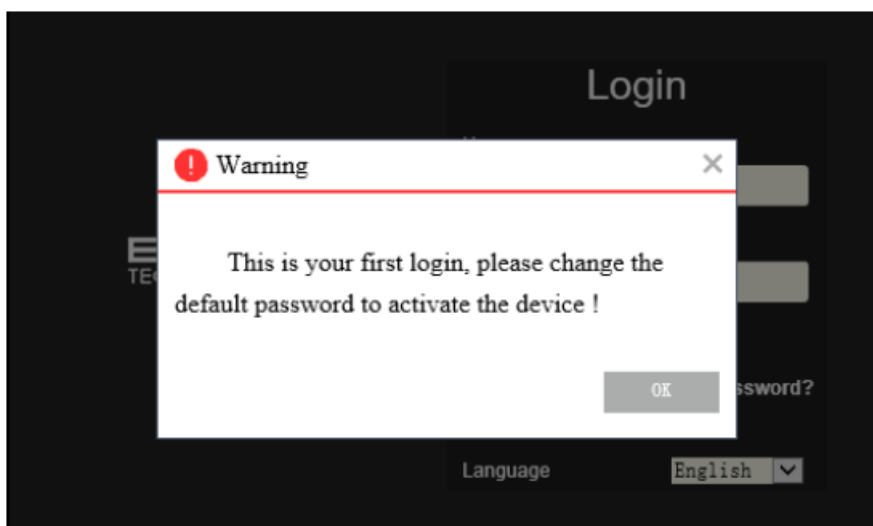 Login
Warning
This is your first login, please change the
default password to activate the device !
OK
Language
English